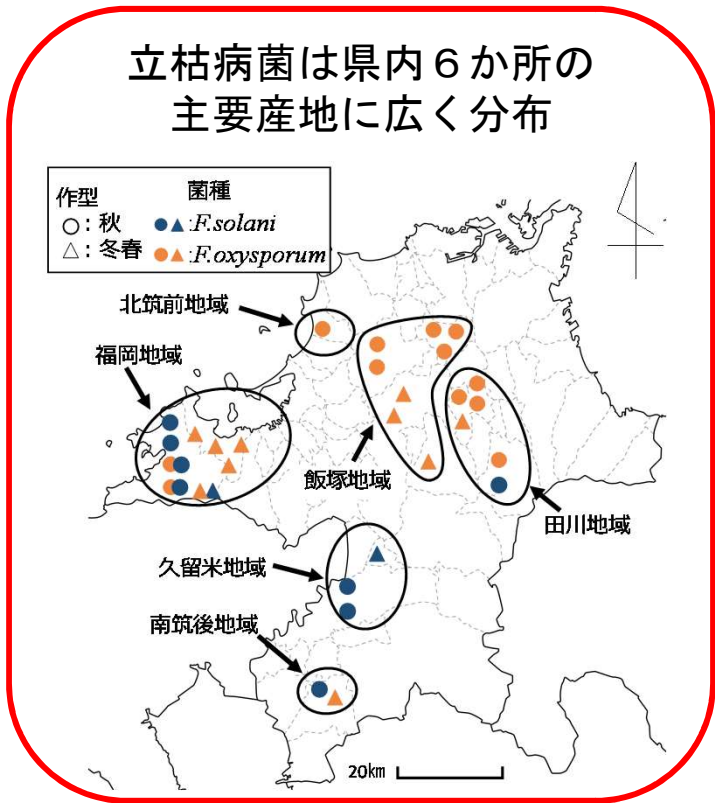 立枯病菌は県内６か所の
主要産地に広く分布
作型 菌種
○：秋 ●▲:F.solani
△：冬春 ●▲:F.oxysporum
北筑前地域
福岡地域
飯塚地域
田川地域
久留米地域
南筑後地域
20㎞